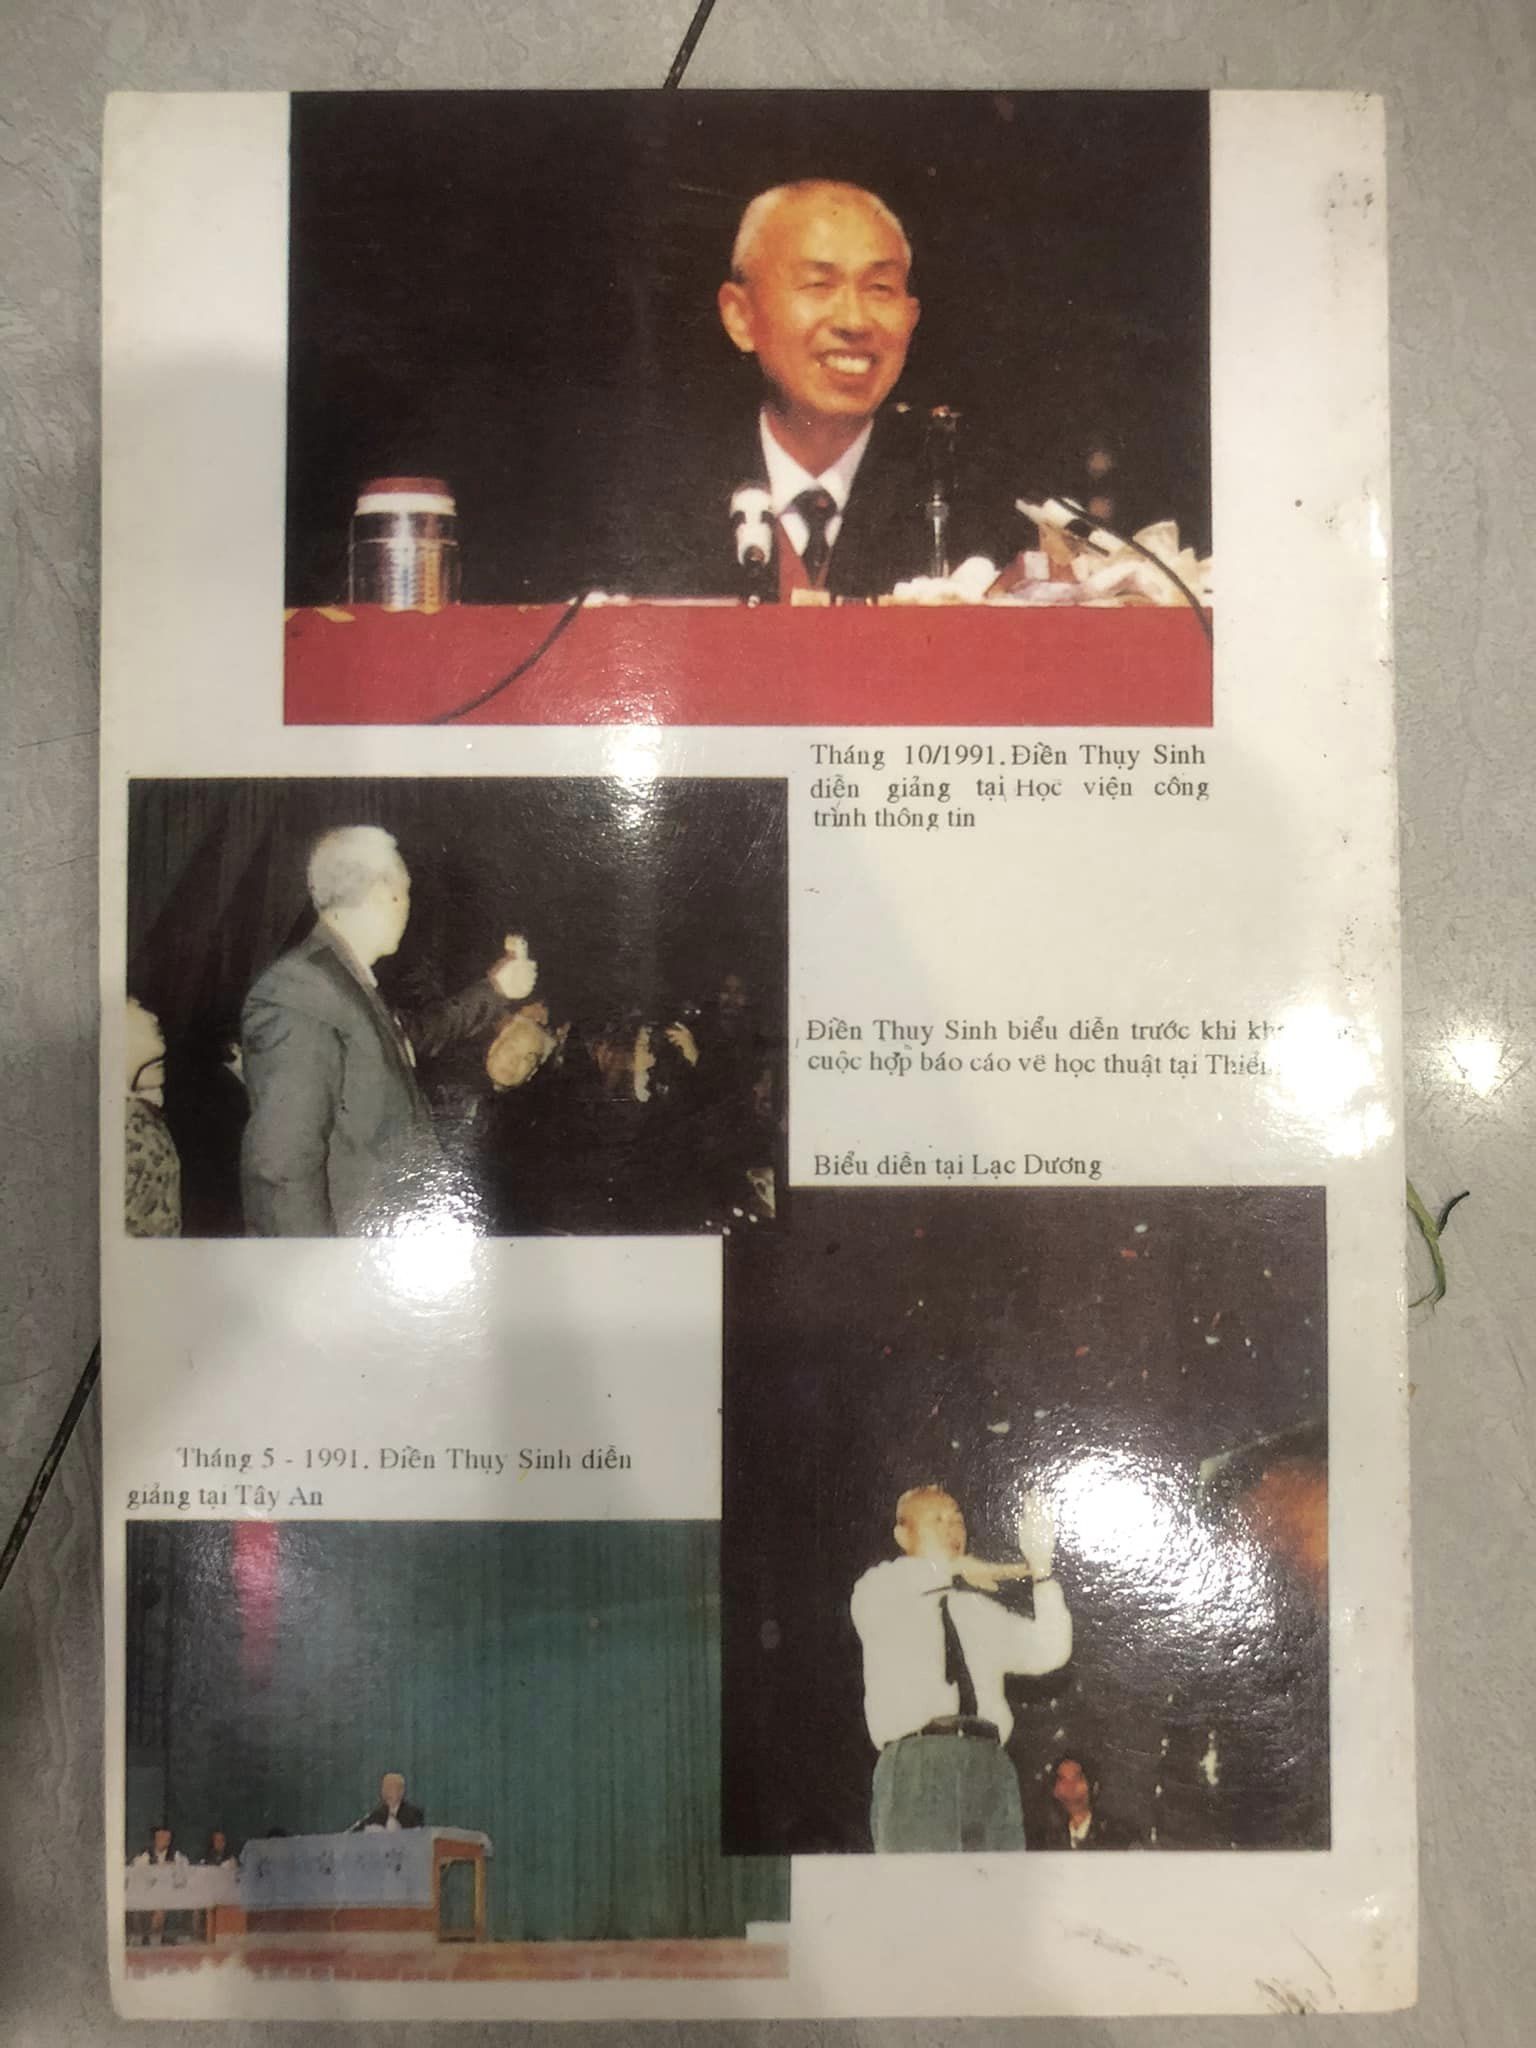 Tháng 10/1991. Điền Thụy Sinh
diễn giảng tại Học viện công
trình thông tin
Điền Thụy Sinh biểu diễn trước khi
cuộc hợp báo cáo về học thuật tại
Biểu diễn tại Lạc Dương
Tháng 5 - 1991. Điền Thụy Sinh diễn
giảng tại Tây An